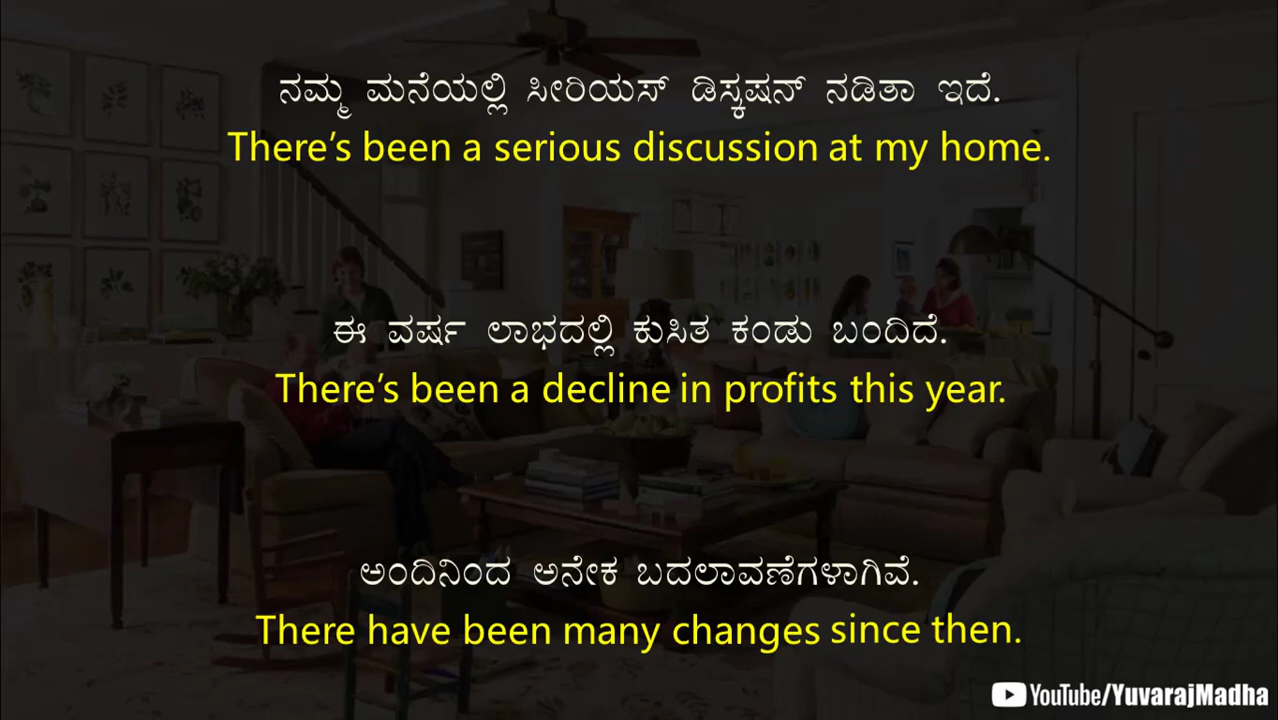 ನಮ್ಮ ಮನೆಯಲ್ಲಿ ಸೀರಿಯಸ್ ಡಿಸ್ಕಷನ್ ನಡಿತಾ ಇದೆ.
There’s been a serious discussion at my home.
ಈ ವರ್ಷ ಲಾಭದಲ್ಲಿ ಕುಸಿತ ಕಂಡು ಬಂದಿದೆ.
There’s been a decline in profits this year.
ಅಂದಿನಿಂದ ಅನೇಕ ಬದಲಾವಣೆಗಳಾಗಿವೆ.
There have been many changes since then.
YouTube/YuvarajMadha